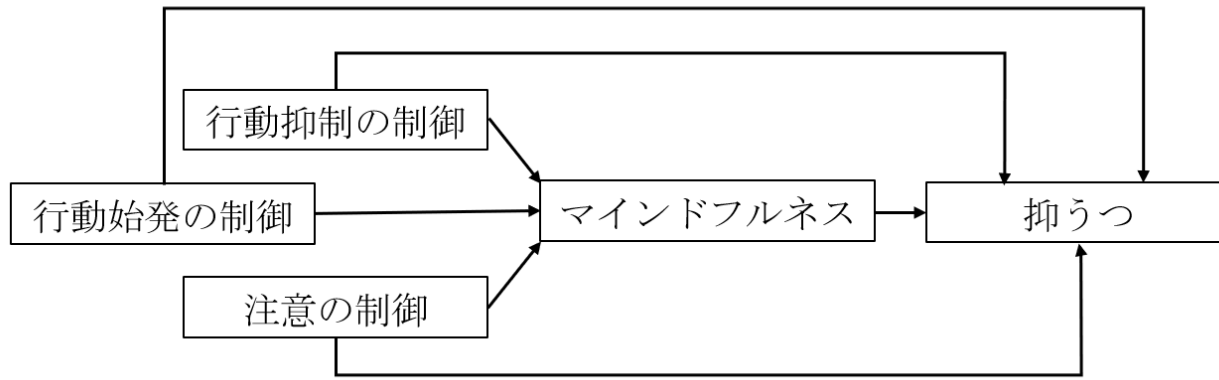 行動抑制の制御
行動始発の制御
マインドフルネス
抑うつ
注意の制御